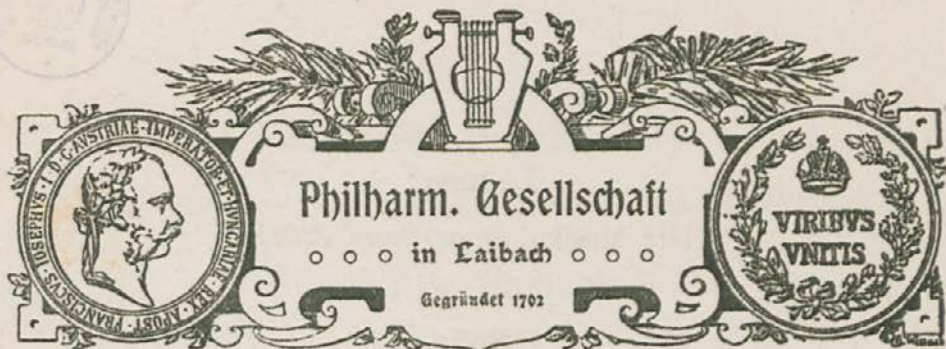 FRANCISCVS · IOSEPHVS · I · D · G · AVSTRIAE · IMPERATOR · ET · HVNGARIAE · REX · APOST ·
Philharm. Gesellschaft
in Laibach
Gegründet 1702
VIRIBVS
VNITIS